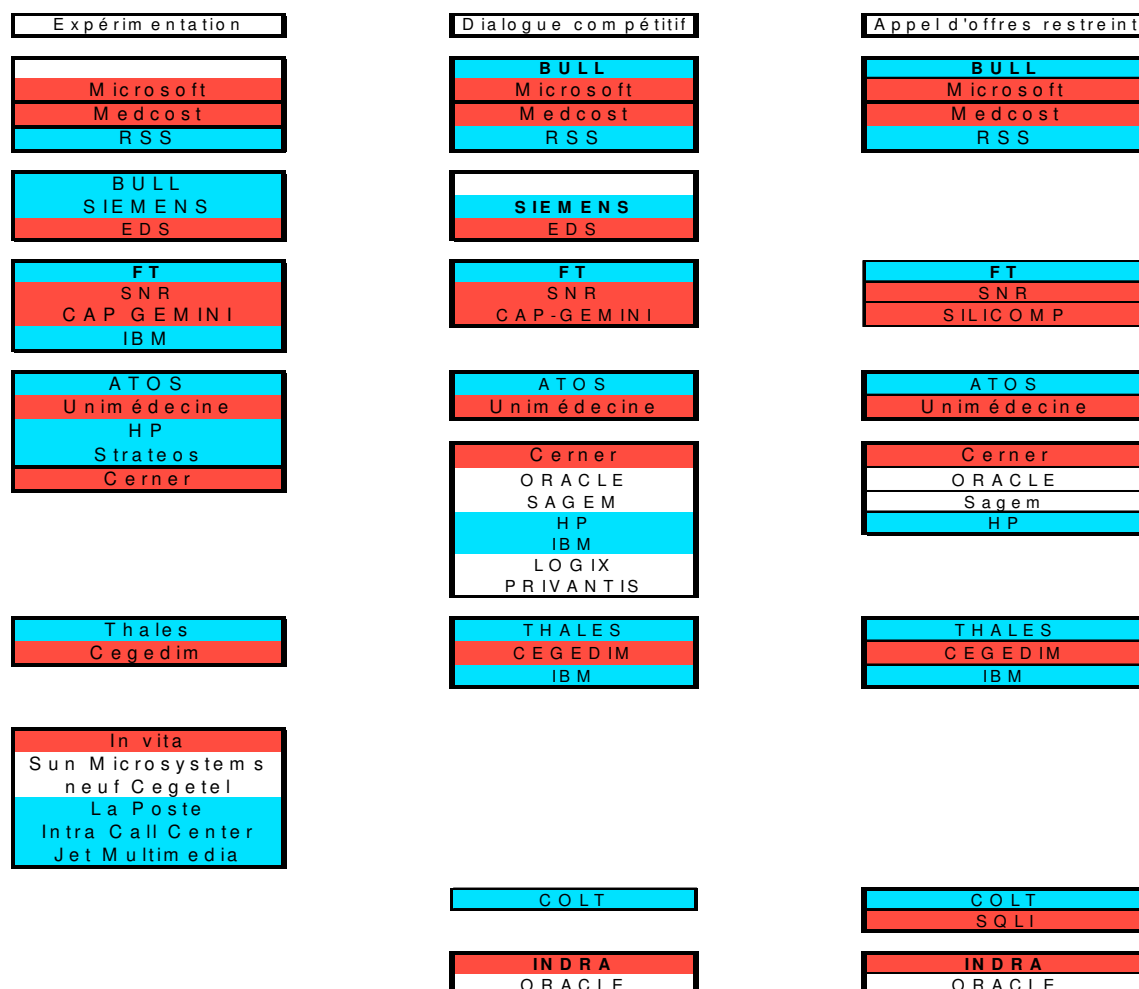 Expérimentation
Dialogue compétitif
Appel d'offres restreint
Microsoft
Medcost
RSS
BULL
Microsoft
Medcost
RSS
BULL
Microsoft
Medcost
RSS
BULL
SIEMENS
EDS
SIEMENS
EDS
FT
SNR
CAP GEMINI
IBM
FT
SNR
CAP-GEMINI
FT
SNR
SILICOMP
ATOS
Unimédecine
HP
Strateos
Cerner
ATOS
Unimédecine
ATOS
Unimédecine
Cerner
ORACLE
SAGEM
HP
IBM
LOGIX
PRIVANTIS
Cerner
ORACLE
Sagem
HP
Thales
Cegedim
THALES
CEGEDIM
IBM
THALES
CEGEDIM
IBM
In vita
Sun Microsystems
neuf Cegetel
La Poste
Intra Call Center
Jet Multimedia
COLT
COLT
SQLI
INDRA
ORACLE
INDRA
ORACLE